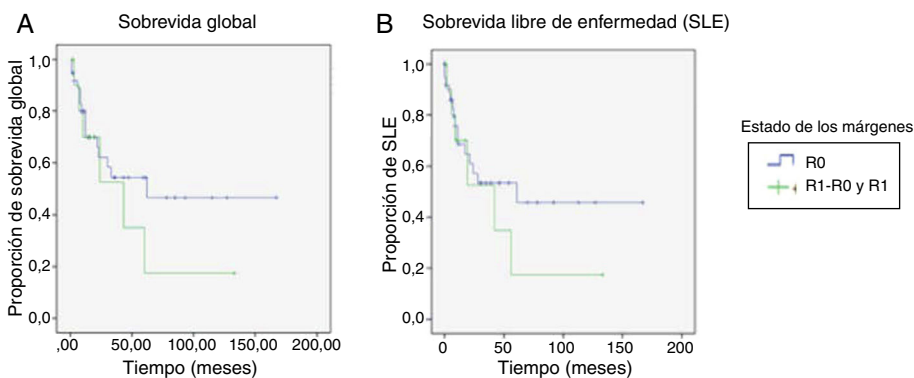 A
Sobrevida global
Proporción de sobrevida global
1,0
0,8
0,6
0,4
0,2
0,0
,00
50,00
100,00
150,00
200,00
Tiempo (meses)
B
Sobrevida libre de enfermedad (SLE)
Proporción de SLE
1,0
0,8
0,6
0,4
0,2
0,0
0
50
100
150
200
Tiempo (meses)
Estado de los márgenes
R0
R1-R0 y R1